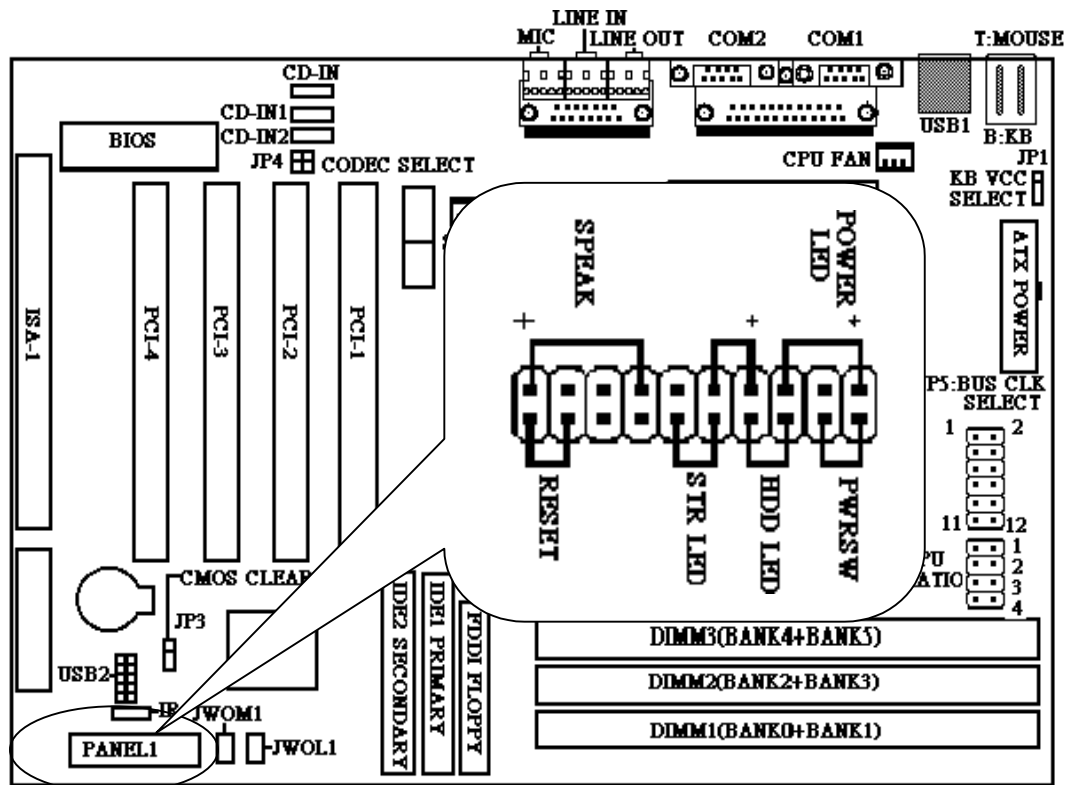 LINE IN
MIC
LINE OUT
COM2
COM1
T:MOUSE
CD-IN
CD-IN1
CD-IN2
BIOS
JP4
CODEC SELECT
USB1
B:KB
CPU FAN
JP1
KB VCC
SELECT
SPEAK
POWER
LED
+
+
+
ATX POWER
ISA-1
PCI-4
PCI-3
PCI-2
PCI-1
P5:BUS CLK
SELECT
1
2
11
12
RESET
STR LED
HDD LED
PWRSW
PU
ATIO
1
2
3
4
CMOS CLEAR
JP3
USB2
IR
JWOM1
JWOL1
PANEL1
IDE2 SECONDARY
IDE1 PRIMARY
FDD1 FLOPPY
DIMM3(BANK4+BANK5)
DIMM2(BANK2+BANK3)
DIMM1(BANK0+BANK1)